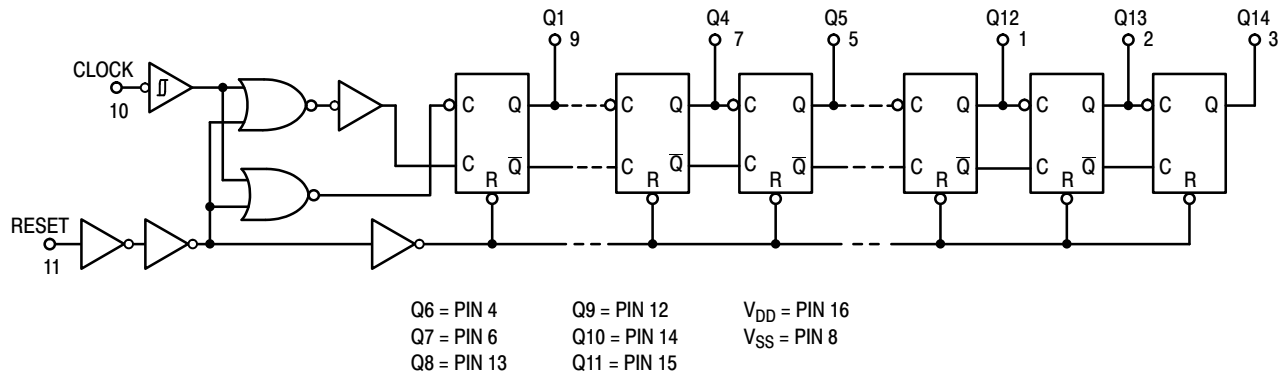 Q1 Q4 Q5 Q12 Q13 Q14
9 7 5 1 2 3
CLOCK
10
C Q C Q C Q C Q C Q C Q
C Q̅ C Q̅ C Q̅ C Q̅ C Q̅ C
R R R R R R
RESET
11
Q6 = PIN 4 Q9 = PIN 12 VDD = PIN 16
Q7 = PIN 6 Q10 = PIN 14 VSS = PIN 8
Q8 = PIN 13 Q11 = PIN 15